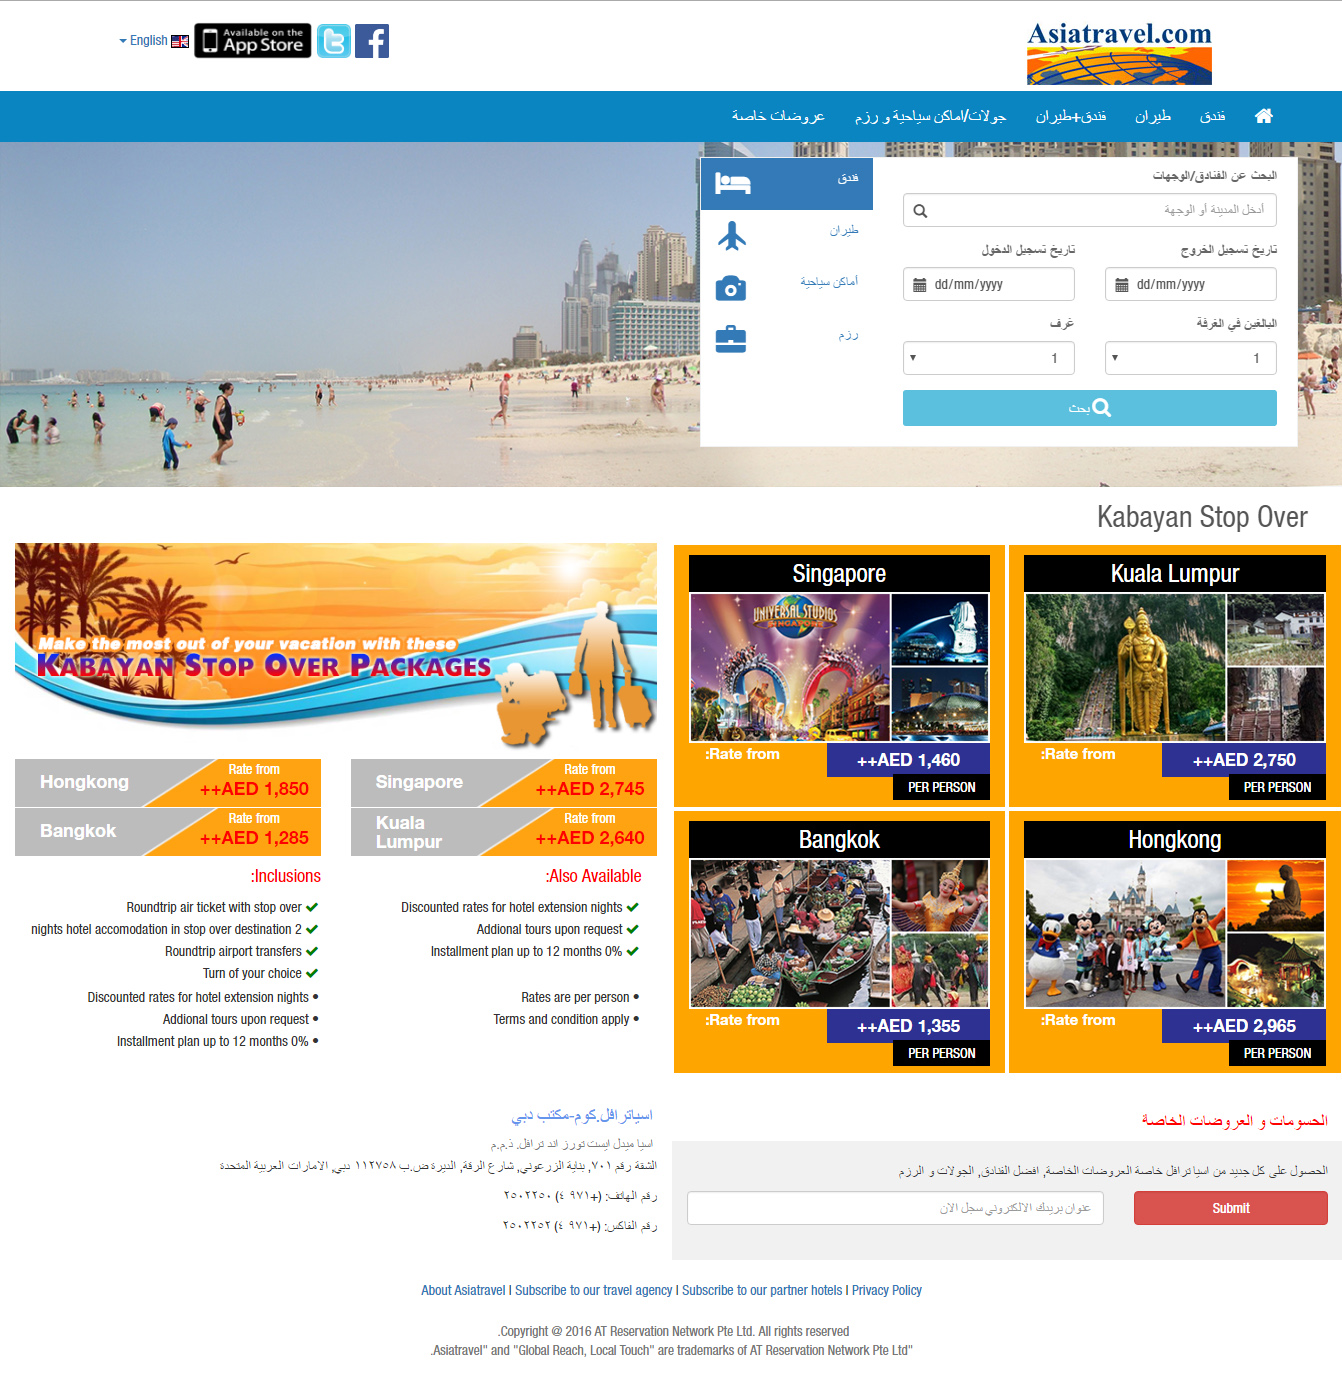 English
Available on the
App Store
Asiatravel.com
فندق
طيران
فندق+طيران
جولات/اماكن سياحية و رزم
عروضات خاصة
البحث عن الفنادق/الوجهات
أدخل المدينة أو الوجهة
تاريخ تسجيل الخروج
تاريخ تسجيل الدخول
dd/mm/yyyy
dd/mm/yyyy
البالغين في الغرفة
غرف
1
1
بحث
فندق
طيران
أماكن سياحية
رزم
Kabayan Stop Over
Make the most out of your vacation with these
KABAYAN STOP OVER PACKAGES
Hongkong
Rate from
++AED 1,850
Singapore
Rate from
++AED 2,745
Bangkok
Rate from
++AED 1,285
Kuala
Lumpur
Rate from
++AED 2,640
:Inclusions
Roundtrip air ticket with stop over
nights hotel accomodation in stop over destination 2
Roundtrip airport transfers
Turn of your choice
Discounted rates for hotel extension nights •
Addional tours upon request •
Installment plan up to 12 months 0% •
:Also Available
Discounted rates for hotel extension nights
Addional tours upon request
Installment plan up to 12 months 0%
Rates are per person •
Terms and condition apply •
Singapore
UNIVERSAL STUDIOS
SINGAPORE
:Rate from
++AED 1,460
PER PERSON
Kuala Lumpur
:Rate from
++AED 2,750
PER PERSON
Bangkok
:Rate from
++AED 1,355
PER PERSON
Hongkong
:Rate from
++AED 2,965
PER PERSON
اسياترافل.كوم-مكتب دبي
اسيا ميدل ايست تورز اند ترافل. ذ.م.م
الشقة رقم ٧٠١, بناية الزرعوني, شارع الرقة, الديرة ص.ب ١١٢٧٥٨ دبي, الامارات العربية المتحدة
رقم الهاتف: (+٩٧١ ٤) ٢٥٠٢٢٥٠
رقم الفاكس: (+٩٧١ ٤) ٢٥٠٢٢٥٢
الحسومات و العروضات الخاصة
الحصول على كل جديد من اسيا ترافل خاصة العروضات الخاصة, افضل الفنادق, الجولات و الرزم
عنوان بريدك الالكتروني سجل الان
Submit
About Asiatravel I Subscribe to our travel agency I Subscribe to our partner hotels I Privacy Policy
.Copyright @ 2016 AT Reservation Network Pte Ltd. All rights reserved
.Asiatravel" and "Global Reach, Local Touch" are trademarks of AT Reservation Network Pte Ltd"